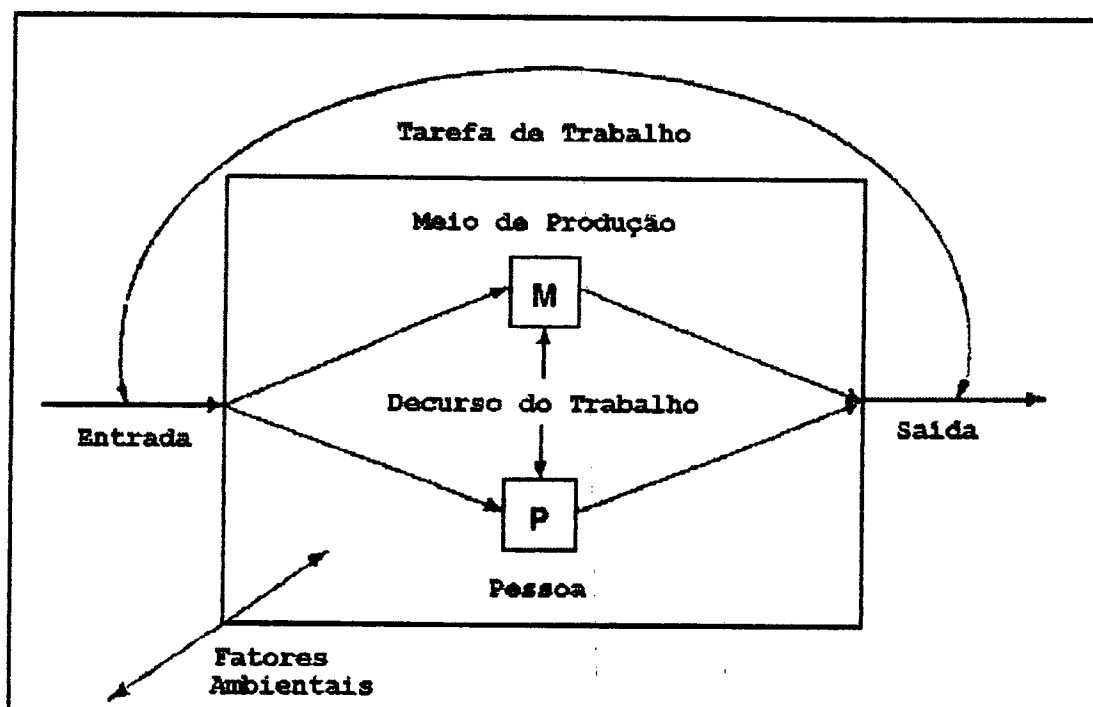 Tarefa de Trabalho
Meio de Produção
M
Decurso do Trabalho
Entrada
Saída
P
Pessoa
Fatores
Ambientais